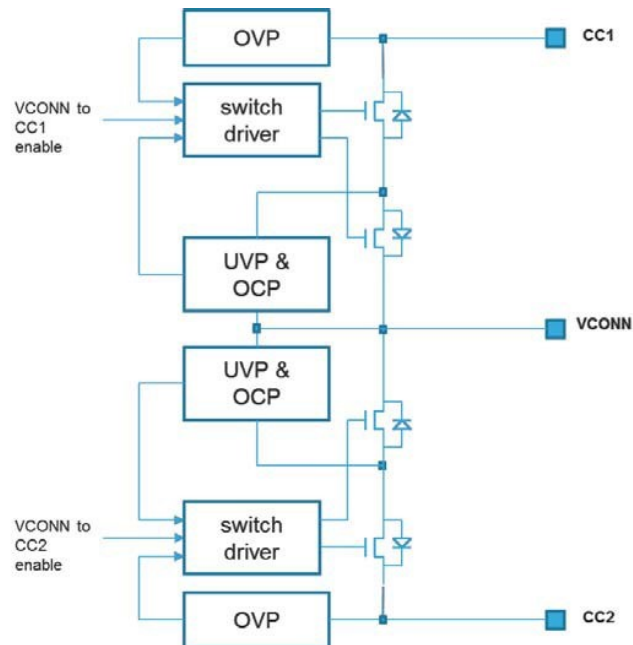 OVP
CC1
VCONN to
CC1
enable
switch
driver
UVP &
OCP
VCONN
UVP &
OCP
VCONN to
CC2
enable
switch
driver
OVP
CC2